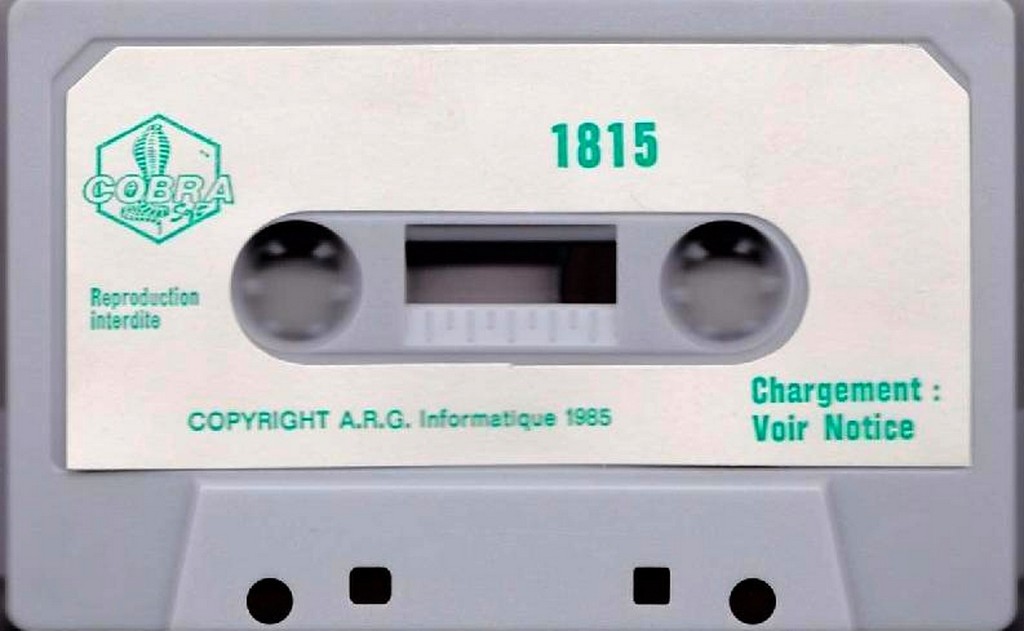 1815
COBRA
Reproduction
interdite
COPYRIGHT A.R.G. Informatique 1985
Chargement :
Voir Notice